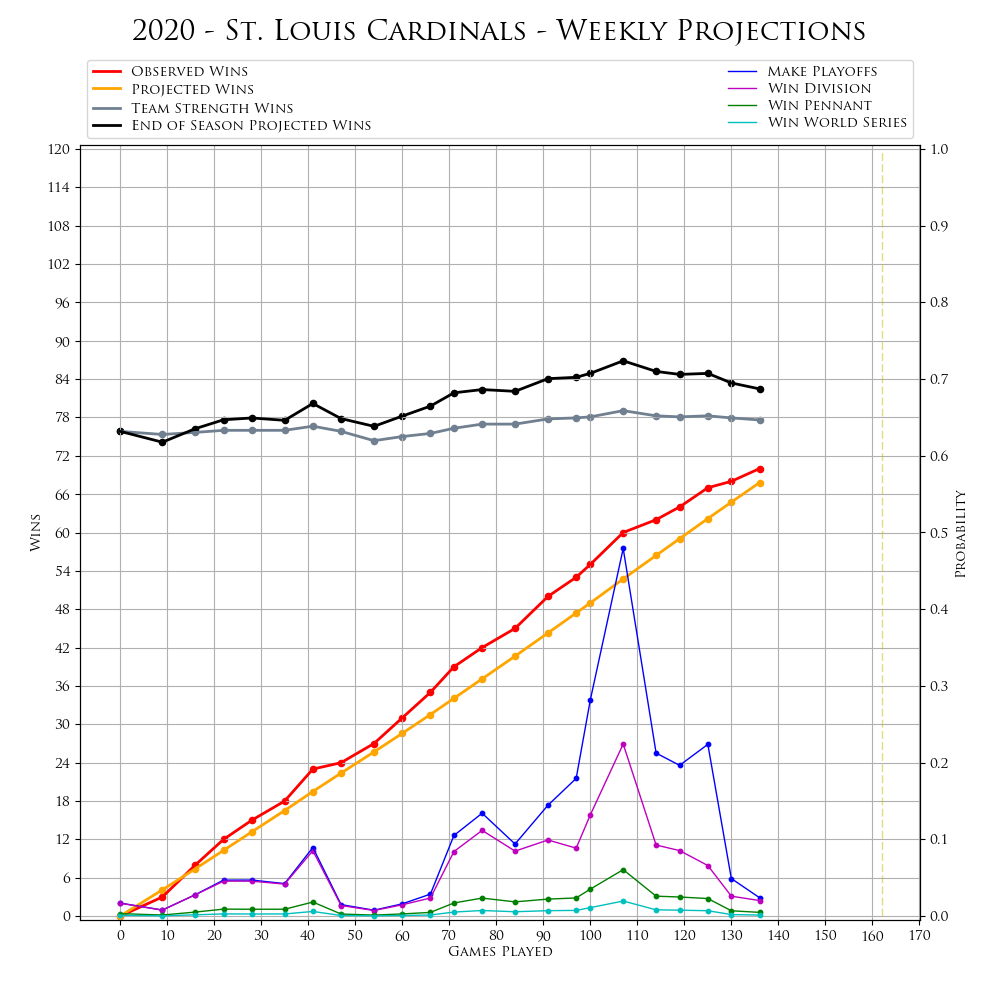 2020 - St. Louis Cardinals - Weekly Projections
Observed Wins
Projected Wins
Team Strength Wins
End of Season Projected Wins
Make Playoffs
Win Division
Win Pennant
Win World Series
120
114
108
102
96
90
84
78
72
66
60
54
48
42
36
30
24
18
12
6
0
Wins
1.0
0.9
0.8
0.7
0.6
0.5
0.4
0.3
0.2
0.1
0.0
Probability
0 10 20 30 40 50 60 70 80 90 100 110 120 130 140 150 160 170
Games Played